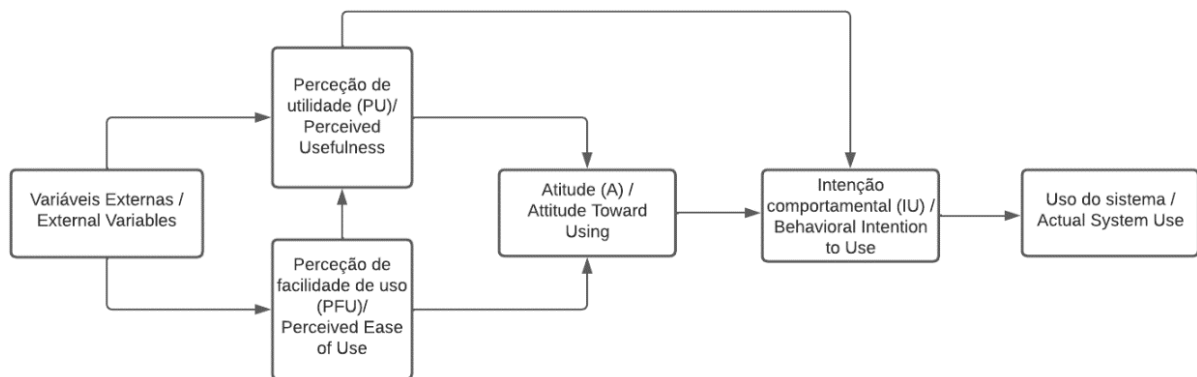 Perceção de
utilidade (PU)/
Perceived
Usefulness
Variáveis Externas /
External Variables
Perceção de
facilidade de uso
(PFU)/
Perceived Ease
of Use
Atitude (A) /
Attitude Toward
Using
Intenção
comportamental (IU) /
Behavioral Intention
to Use
Uso do sistema /
Actual System Use